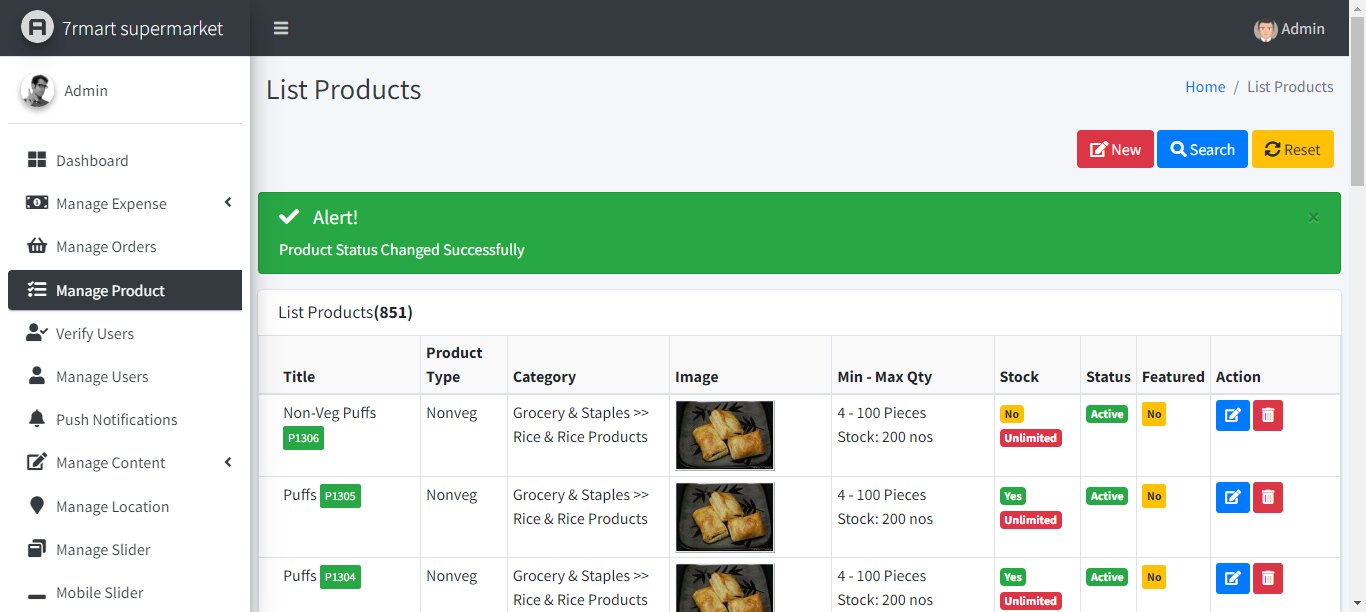 7rmart supermarket
Admin
Admin
List Products
Home / List Products
New Search Reset
Alert!
×
Product Status Changed Successfully
Dashboard
Manage Expense
Manage Orders
Manage Product
Verify Users
Manage Users
Push Notifications
Manage Content
Manage Location
Manage Slider
Mobile Slider
List Products(851)
Title Product Type Category Image Min - Max Qty Stock Status Featured Action
Non-Veg Puffs Nonveg Grocery & Staples >> 4 - 100 Pieces No Active No
P1306 Rice & Rice Products Stock: 200 nos Unlimited
Puffs P1305 Nonveg Grocery & Staples >> 4 - 100 Pieces Yes Active No
Rice & Rice Products Stock: 200 nos Unlimited
Puffs P1304 Nonveg Grocery & Staples >> 4 - 100 Pieces Yes Active No
Rice & Rice Products Stock: 200 nos Unlimited